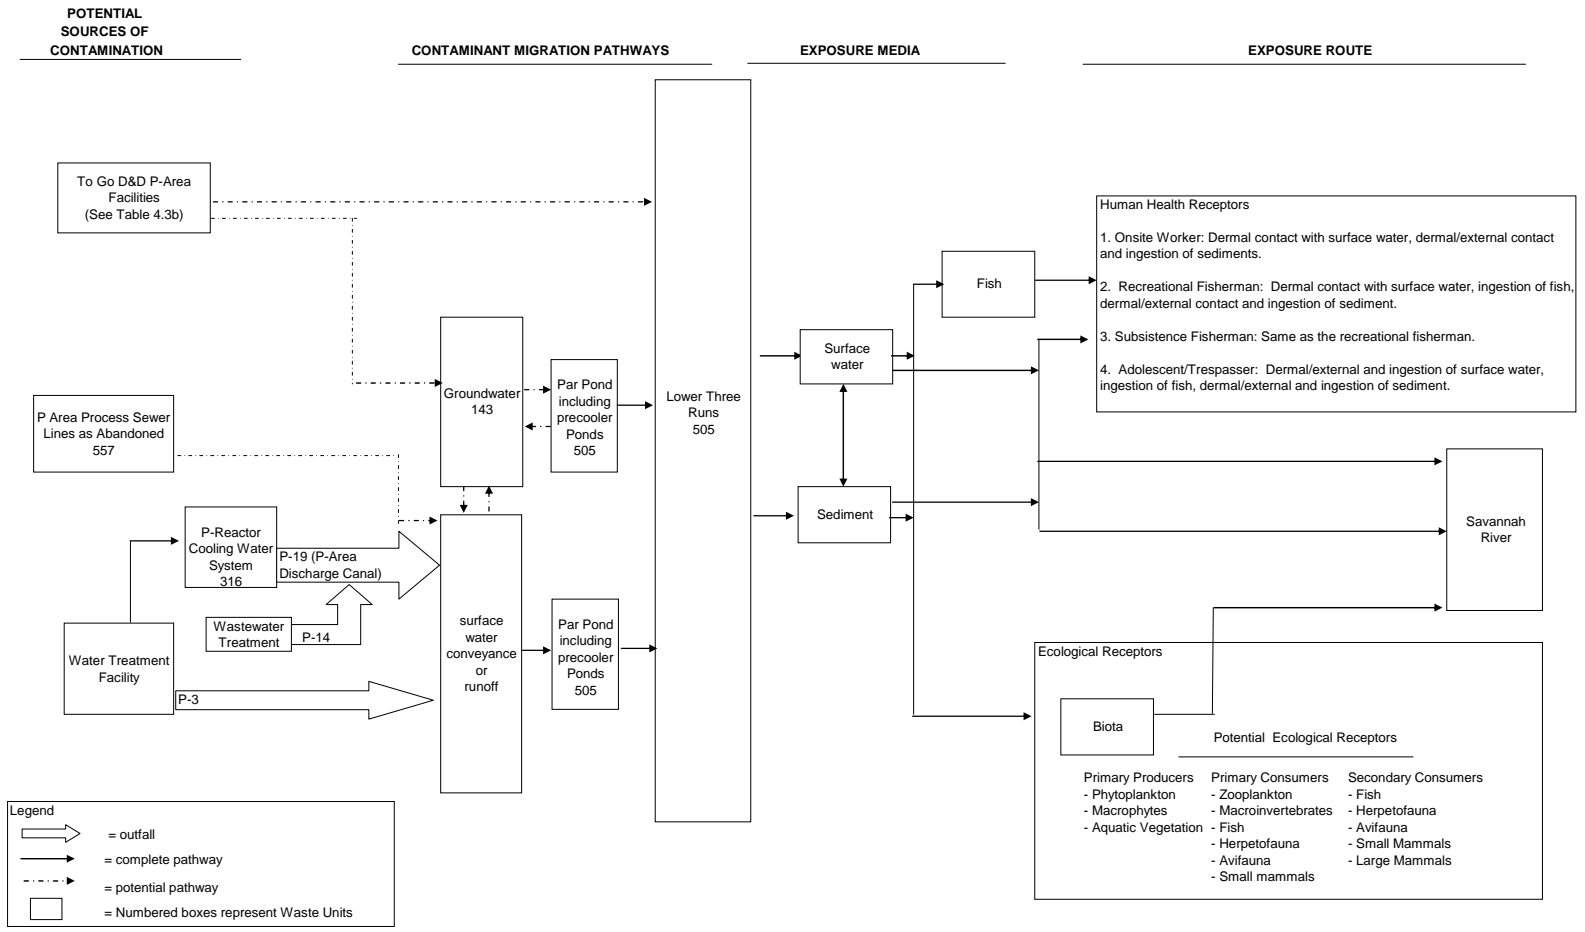 POTENTIAL
SOURCES OF
CONTAMINATION
CONTAMINANT MIGRATION PATHWAYS
EXPOSURE MEDIA
EXPOSURE ROUTE
To Go D&D P-Area
Facilities
(See Table 4.3b)
P Area Process Sewer
Lines as Abandoned
557
P-Reactor
Cooling Water
System
316
P-19 (P-Area
Discharge Canal)
Wastewater
Treatment
P-14
Water Treatment
Facility
P-3
Groundwater
143
Par Pond
including
precooler
Ponds
505
surface
water
conveyance
or
runoff
Par Pond
including
precooler
Ponds
505
Lower Three
Runs
505
Surface
water
Sediment
Fish
Human Health Receptors
1. Onsite Worker: Dermal contact with surface water, dermal/external contact
and ingestion of sediments.
2. Recreational Fisherman: Dermal contact with surface water, ingestion of fish,
dermal/external contact and ingestion of sediment.
3. Subsistence Fisherman: Same as the recreational fisherman.
4. Adolescent/Trespasser: Dermal/external and ingestion of surface water,
ingestion of fish, dermal/external and ingestion of sediment.
Savannah
River
Ecological Receptors
Biota
Potential Ecological Receptors
Primary Producers
- Phytoplankton
- Macrophytes
- Aquatic Vegetation
Primary Consumers
- Zooplankton
- Macroinvertebrates
- Fish
- Herpetofauna
- Avifauna
- Small mammals
Secondary Consumers
- Fish
- Herpetofauna
- Avifauna
- Small Mammals
- Large Mammals
Legend
= outfall
= complete pathway
= potential pathway
= Numbered boxes represent Waste Units